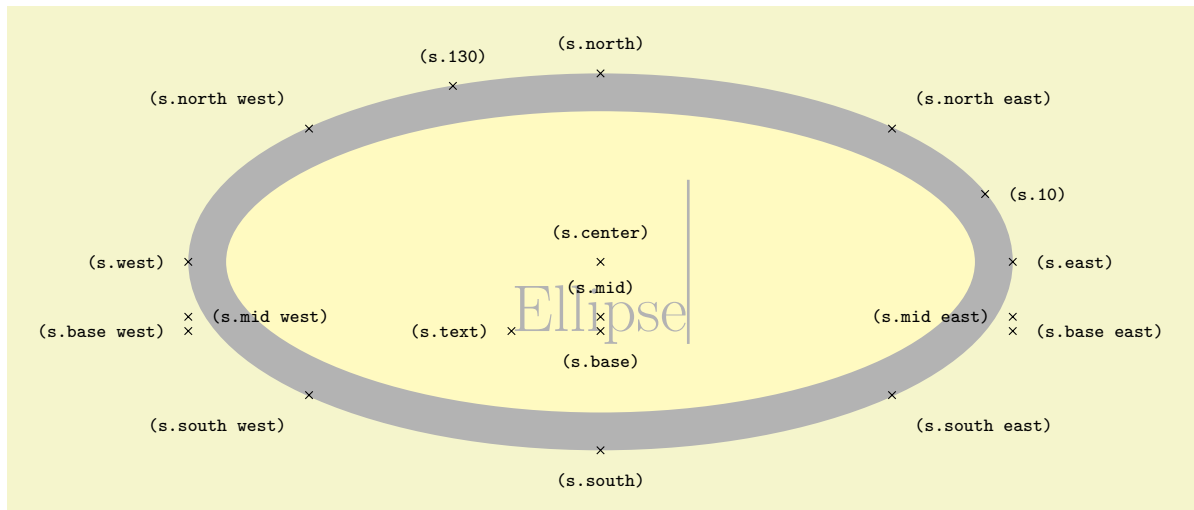 (s.north)
(s.130)
(s.north west)
(s.north east)
(s.10)
(s.center)
(s.west)
(s.east)
(s.mid)
Ellipse
(s.mid west)
(s.mid east)
(s.base west)
(s.text)
(s.base east)
(s.base)
(s.south west)
(s.south east)
(s.south)